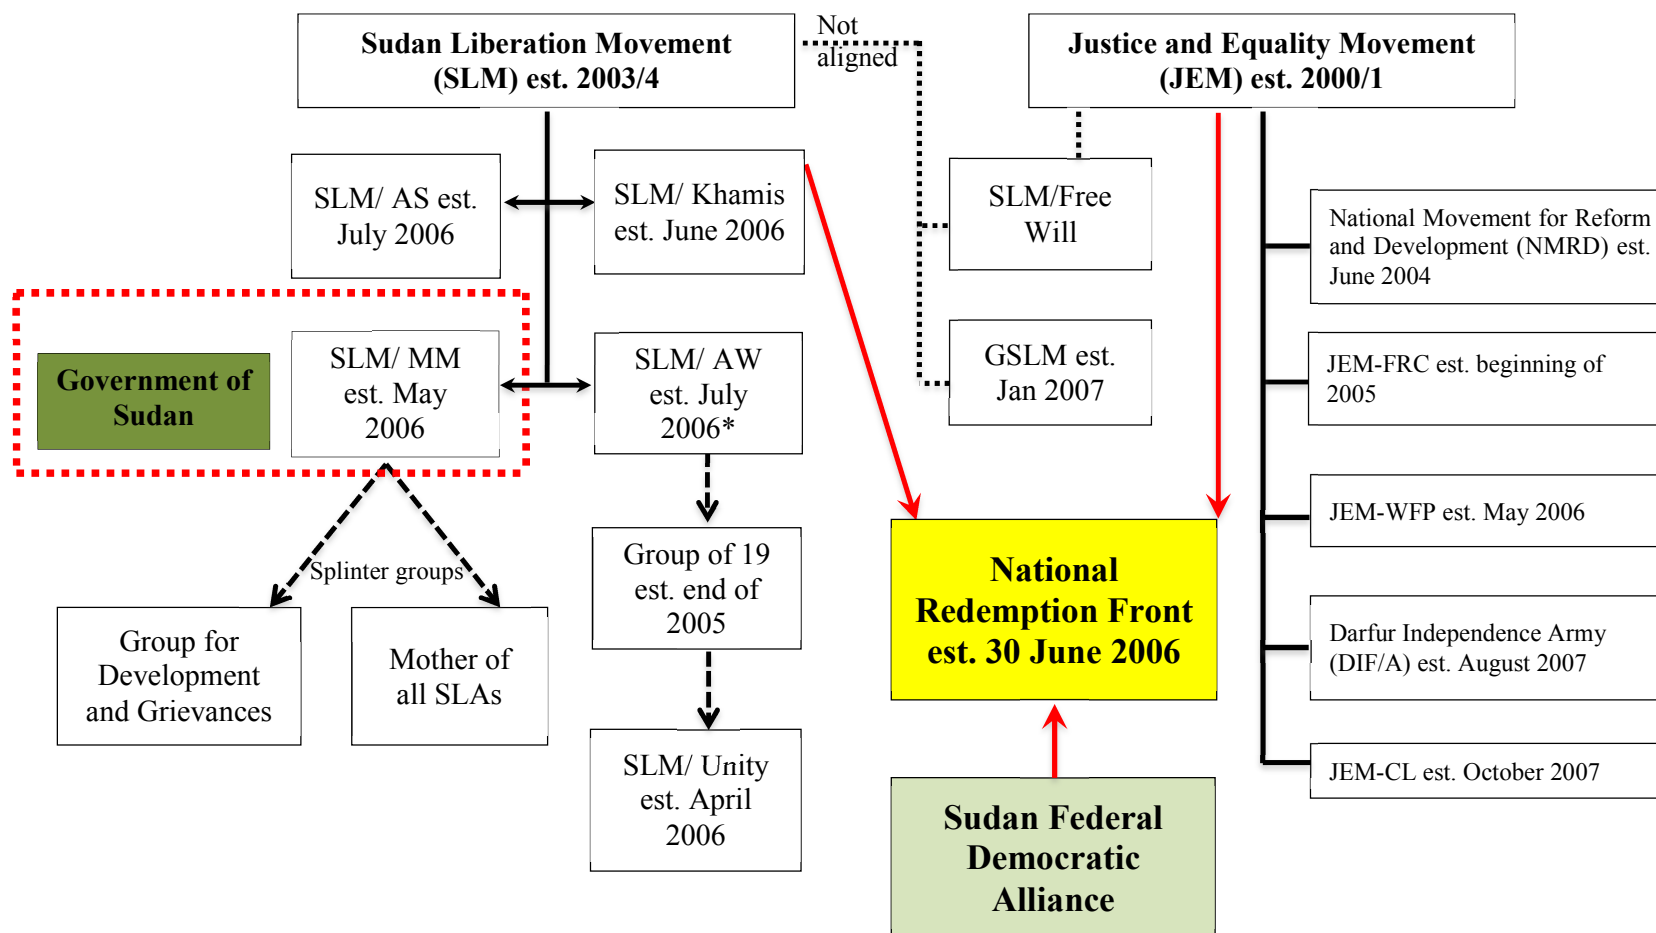 Sudan Liberation Movement
(SLM) est. 2003/4
Not
aligned
Justice and Equality Movement
(JEM) est. 2000/1
SLM/ AS est.
July 2006
SLM/ Khamis
est. June 2006
SLM/Free
Will
National Movement for Reform
and Development (NMRD) est.
June 2004
Government of
Sudan
SLM/ MM
est. May
2006
SLM/ AW
est. July
2006*
GSLM est.
Jan 2007
JEM-FRC est. beginning of
2005
Splinter groups
Group for
Development
and Grievances
Mother of
all SLAs
Group of 19
est. end of
2005
National
Redemption Front
est. 30 June 2006
JEM-WFP est. May 2006
Darfur Independence Army
(DIF/A) est. August 2007
SLM/ Unity
est. April
2006
Sudan Federal
Democratic
Alliance
JEM-CL est. October 2007